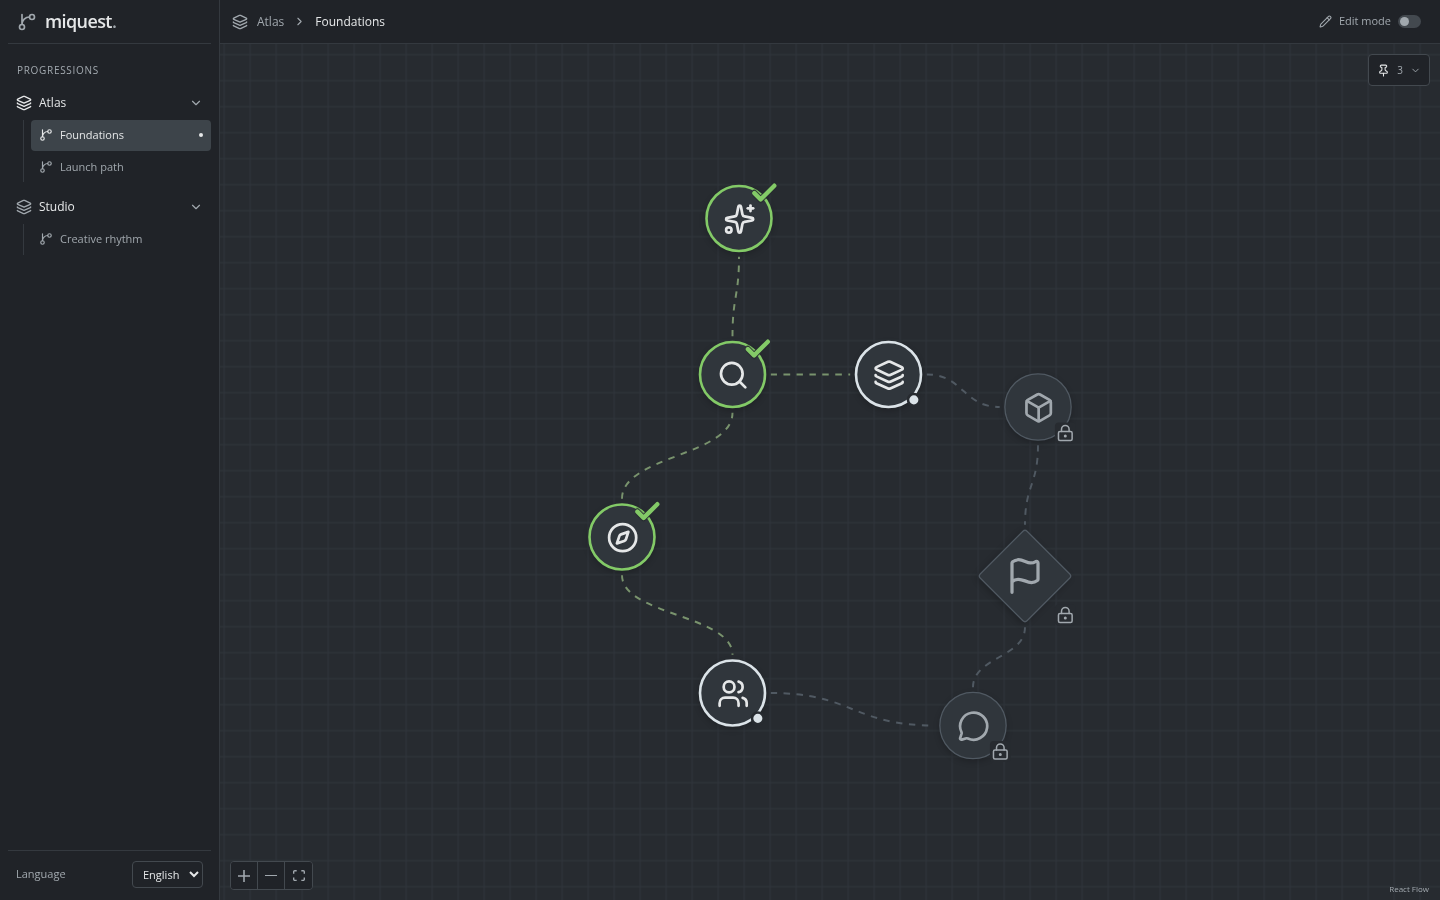 miquest.
Atlas
Foundations
Edit mode
3
PROGRESSIONS
Atlas
Foundations
Launch path
Studio
Creative rhythm
Language
English
React Flow